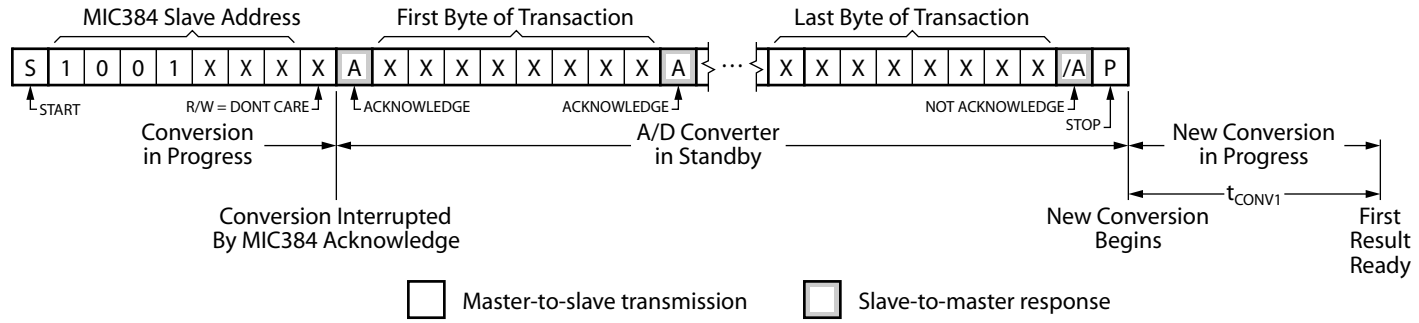 MIC384 Slave Address First Byte of Transaction Last Byte of Transaction
S 1 0 0 1 X X X X A X X X X X X X X A ... X X X X X X X X /A P
START R/W = DONT CARE ACKNOWLEDGE ACKNOWLEDGE NOT ACKNOWLEDGE STOP
Conversion
in Progress
A/D Converter
in Standby
New Conversion
in Progress
tCONV1
Conversion Interrupted
By MIC384 Acknowledge
New Conversion
Begins
First
Result
Ready
Master-to-slave transmission
Slave-to-master response